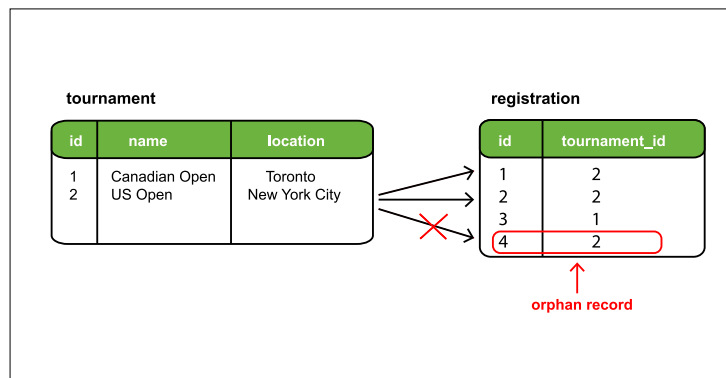 tournament
id name location
1 Canadian Open Toronto
2 US Open New York City
registration
id tournament_id
1 2
2 2
3 1
4 2
orphan record